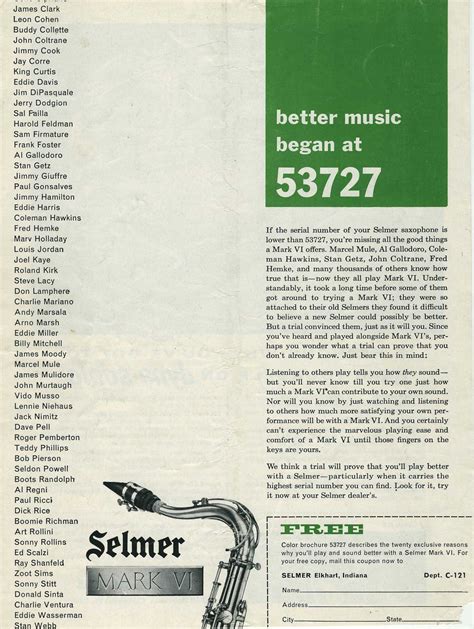 James Clark
Leon Cohen
Buddy Collette
John Coltrane
Jimmy Cook
Jay Corre
King Curtis
Eddie Davis
Jim DiPasquale
Jerry Dodgion
Sal Pailla
Harold Feldman
Sam Firmature
Frank Foster
Al Gallodoro
Stan Getz
Jimmy Giuffre
Paul Gonsalves
Jimmy Hamilton
Eddie Harris
Coleman Hawkins
Fred Hemke
Marv Holladay
Louis Jordan
Joel Kaye
Roland Kirk
Steve Lacy
Don Lamphere
Charlie Mariano
Andy Marsala
Arno Marsh
Eddie Miller
Billy Mitchell
James Moody
Marcel Mule
James Mulidore
John Murtaugh
Vido Musso
Lennie Niehaus
Jack Nimitz
Dave Pell
Roger Pemberton
Teddy Phillips
Bob Pierson
Seldon Powell
Boots Randolph
Al Regni
Paul Ricci
Dick Rice
Boomie Richman
Art Rollini
Sonny Rollins
Ed Scalzi
Ray Shanfeld
Zoot Sims
Sonny Stitt
Donald Sinta
Charlie Ventura
Eddie Wasserman
Frank Wess
better music
began at
53727
If the serial number of your Selmer saxophone is
lower than 53727, you're missing all the good things
a Mark VI offers. Marcel Mule, Al Gallodoro, Cole-
man Hawkins, Stan Getz, John Coltrane, Fred
Hemke, and many thousands of others know how
true that is—now they all play Mark VI. Under-
standably, it took a long time before some of them
got around to trying a Mark VI; they were so
attached to their old Selmers they found it difficult
to believe a new Selmer could possibly be better.
But a trial convinced them, just as it will you. Since
you've heard and played alongside Mark VI's, per-
haps you wonder what a trial can prove that you
don't already know. Just bear this in mind:
Listening to others play tells you how they sound—
but you'll never know till you try one just how
much a Mark VI can contribute to your own sound.
Nor will you know by just watching and listening
to others how much more satisfying your own per-
formance will be with a Mark VI. And you certainly
can't experience the marvelous playing ease and
comfort of a Mark VI until those fingers on the
keys are yours.
We think a trial will prove that you'll play better
with a Selmer—particularly when it carries the
highest serial number you can find. Look for it, try
it now at your Selmer dealer's.
Selmer
MARK VI
FREE
Color brochure 53727 describes the twenty exclusive reasons
why you'll play and sound better with a Selmer Mark VI. For
your free copy, mail this coupon now to
SELMER Elkhart, Indiana Dept. C-121
Name
Address
City State